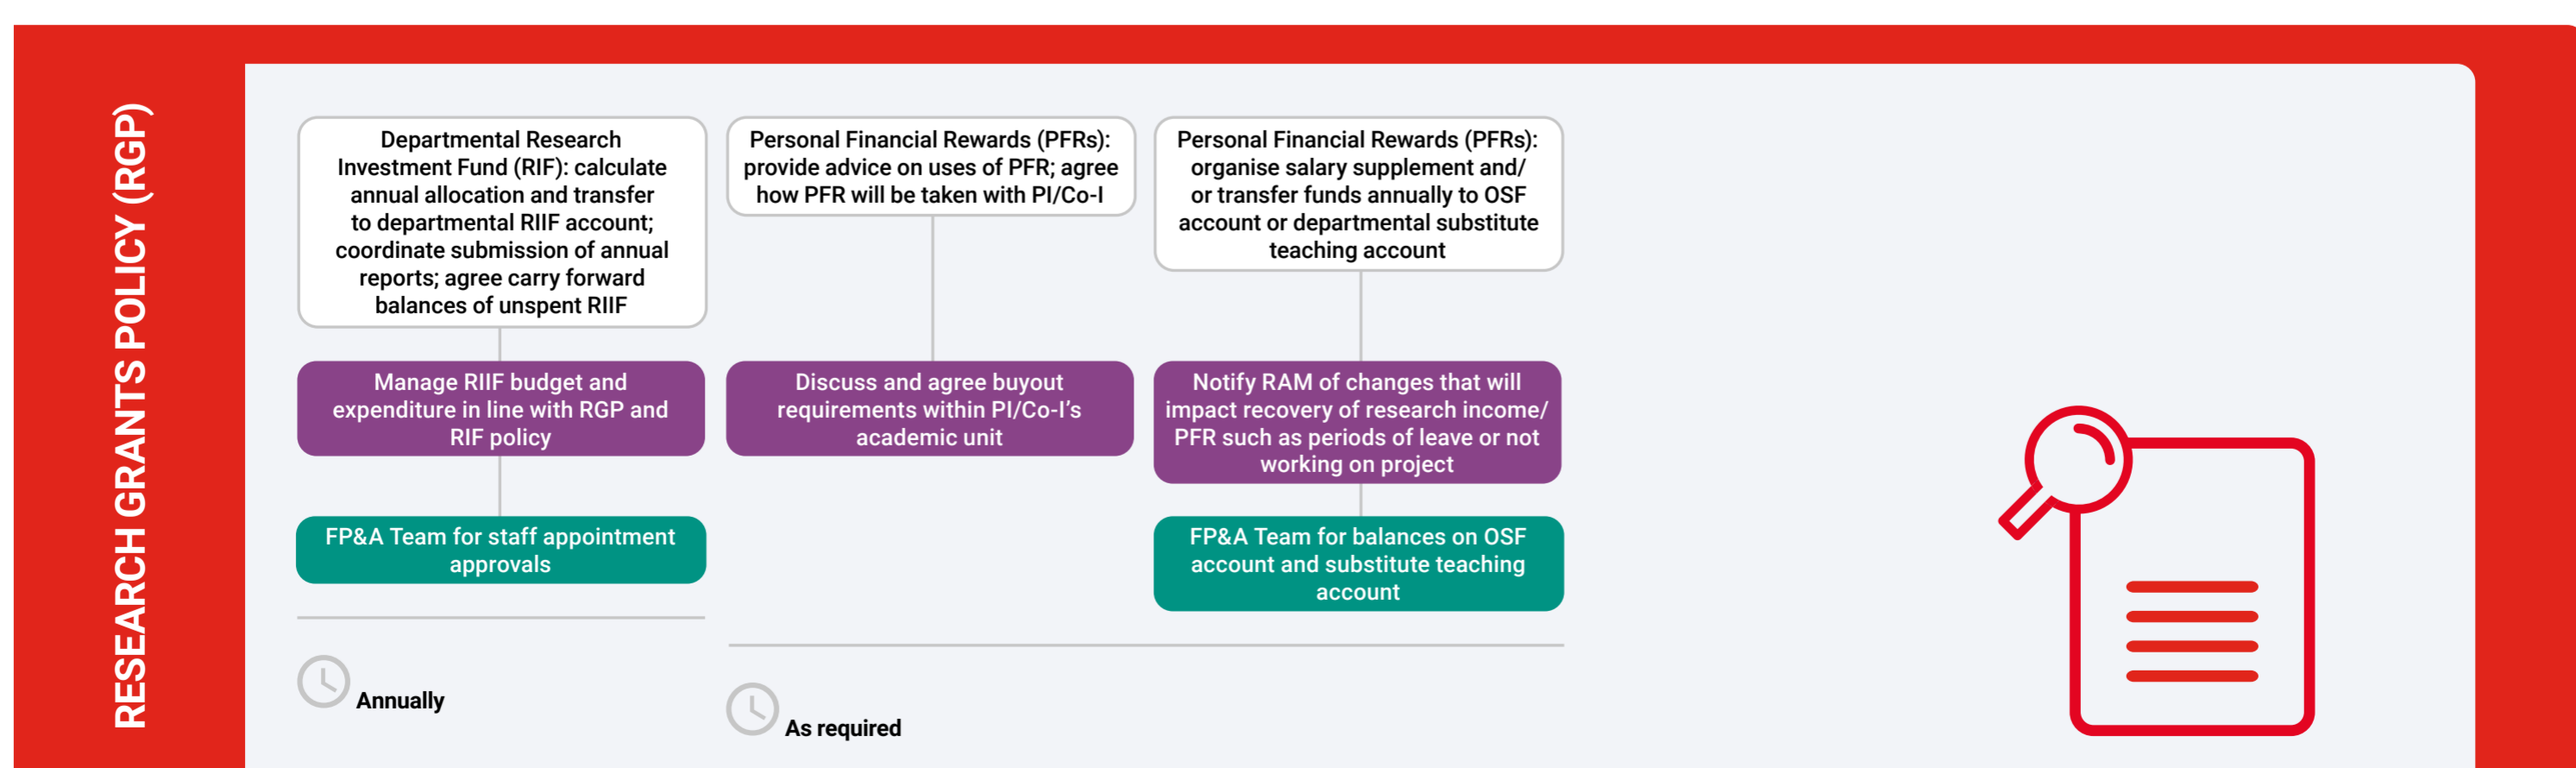 RESEARCH GRANTS POLICY (RGP)
Departmental Research
Investment Fund (RIF): calculate
annual allocation and transfer
to departmental RIIF account;
coordinate submission of annual
reports; agree carry forward
balances of unspent RIIF
Manage RIIF budget and
expenditure in line with RGP and
RIF policy
FP&A Team for staff appointment
approvals
Annually
Personal Financial Rewards (PFRs):
provide advice on uses of PFR; agree
how PFR will be taken with PI/Co-I
Discuss and agree buyout
requirements within PI/Co-I's
academic unit
Personal Financial Rewards (PFRs):
organise salary supplement and/
or transfer funds annually to OSF
account or departmental substitute
teaching account
Notify RAM of changes that will
impact recovery of research income/
PFR such as periods of leave or not
working on project
FP&A Team for balances on OSF
account and substitute teaching
account
As required